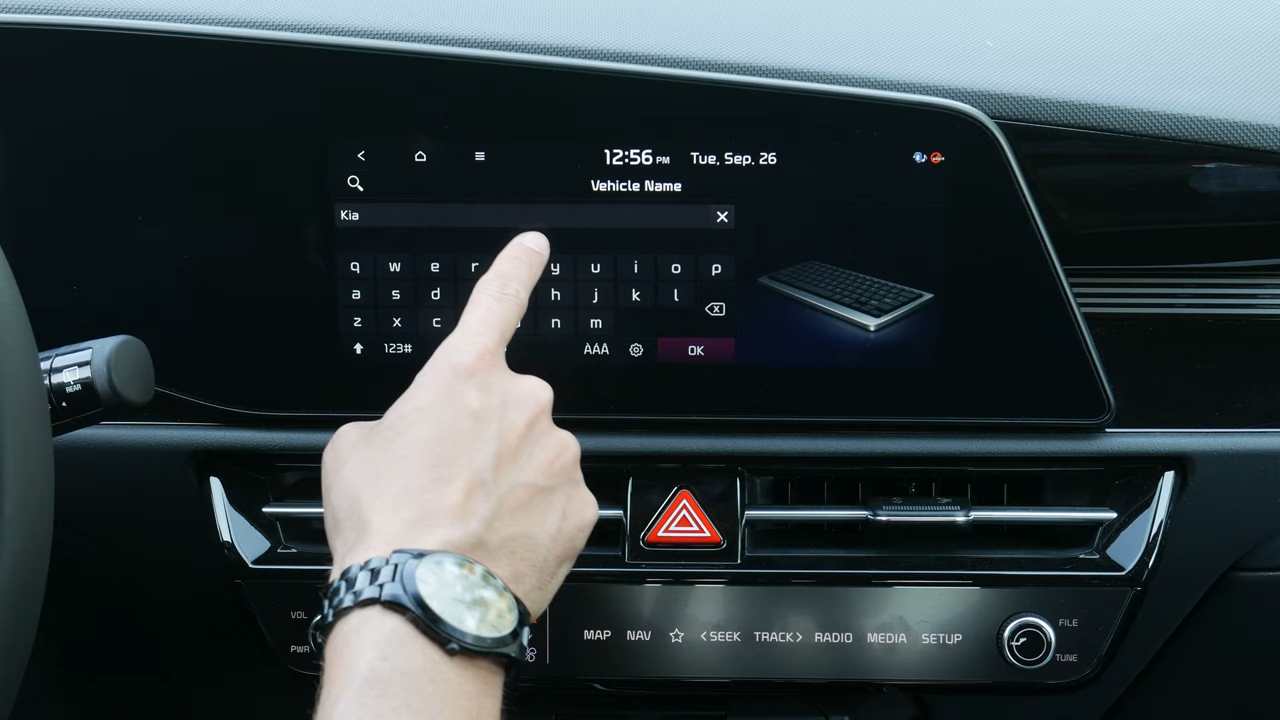 12:56 PM Tue, Sep. 26
Vehicle Name
Kia
q w e r y u i o p
a s d h j k l
z x c n m
123# ÀÁÂ OK
REAR
VOL
PWR
MAP NAV < SEEK TRACK > RADIO MEDIA SETUP
FILE
TUNE